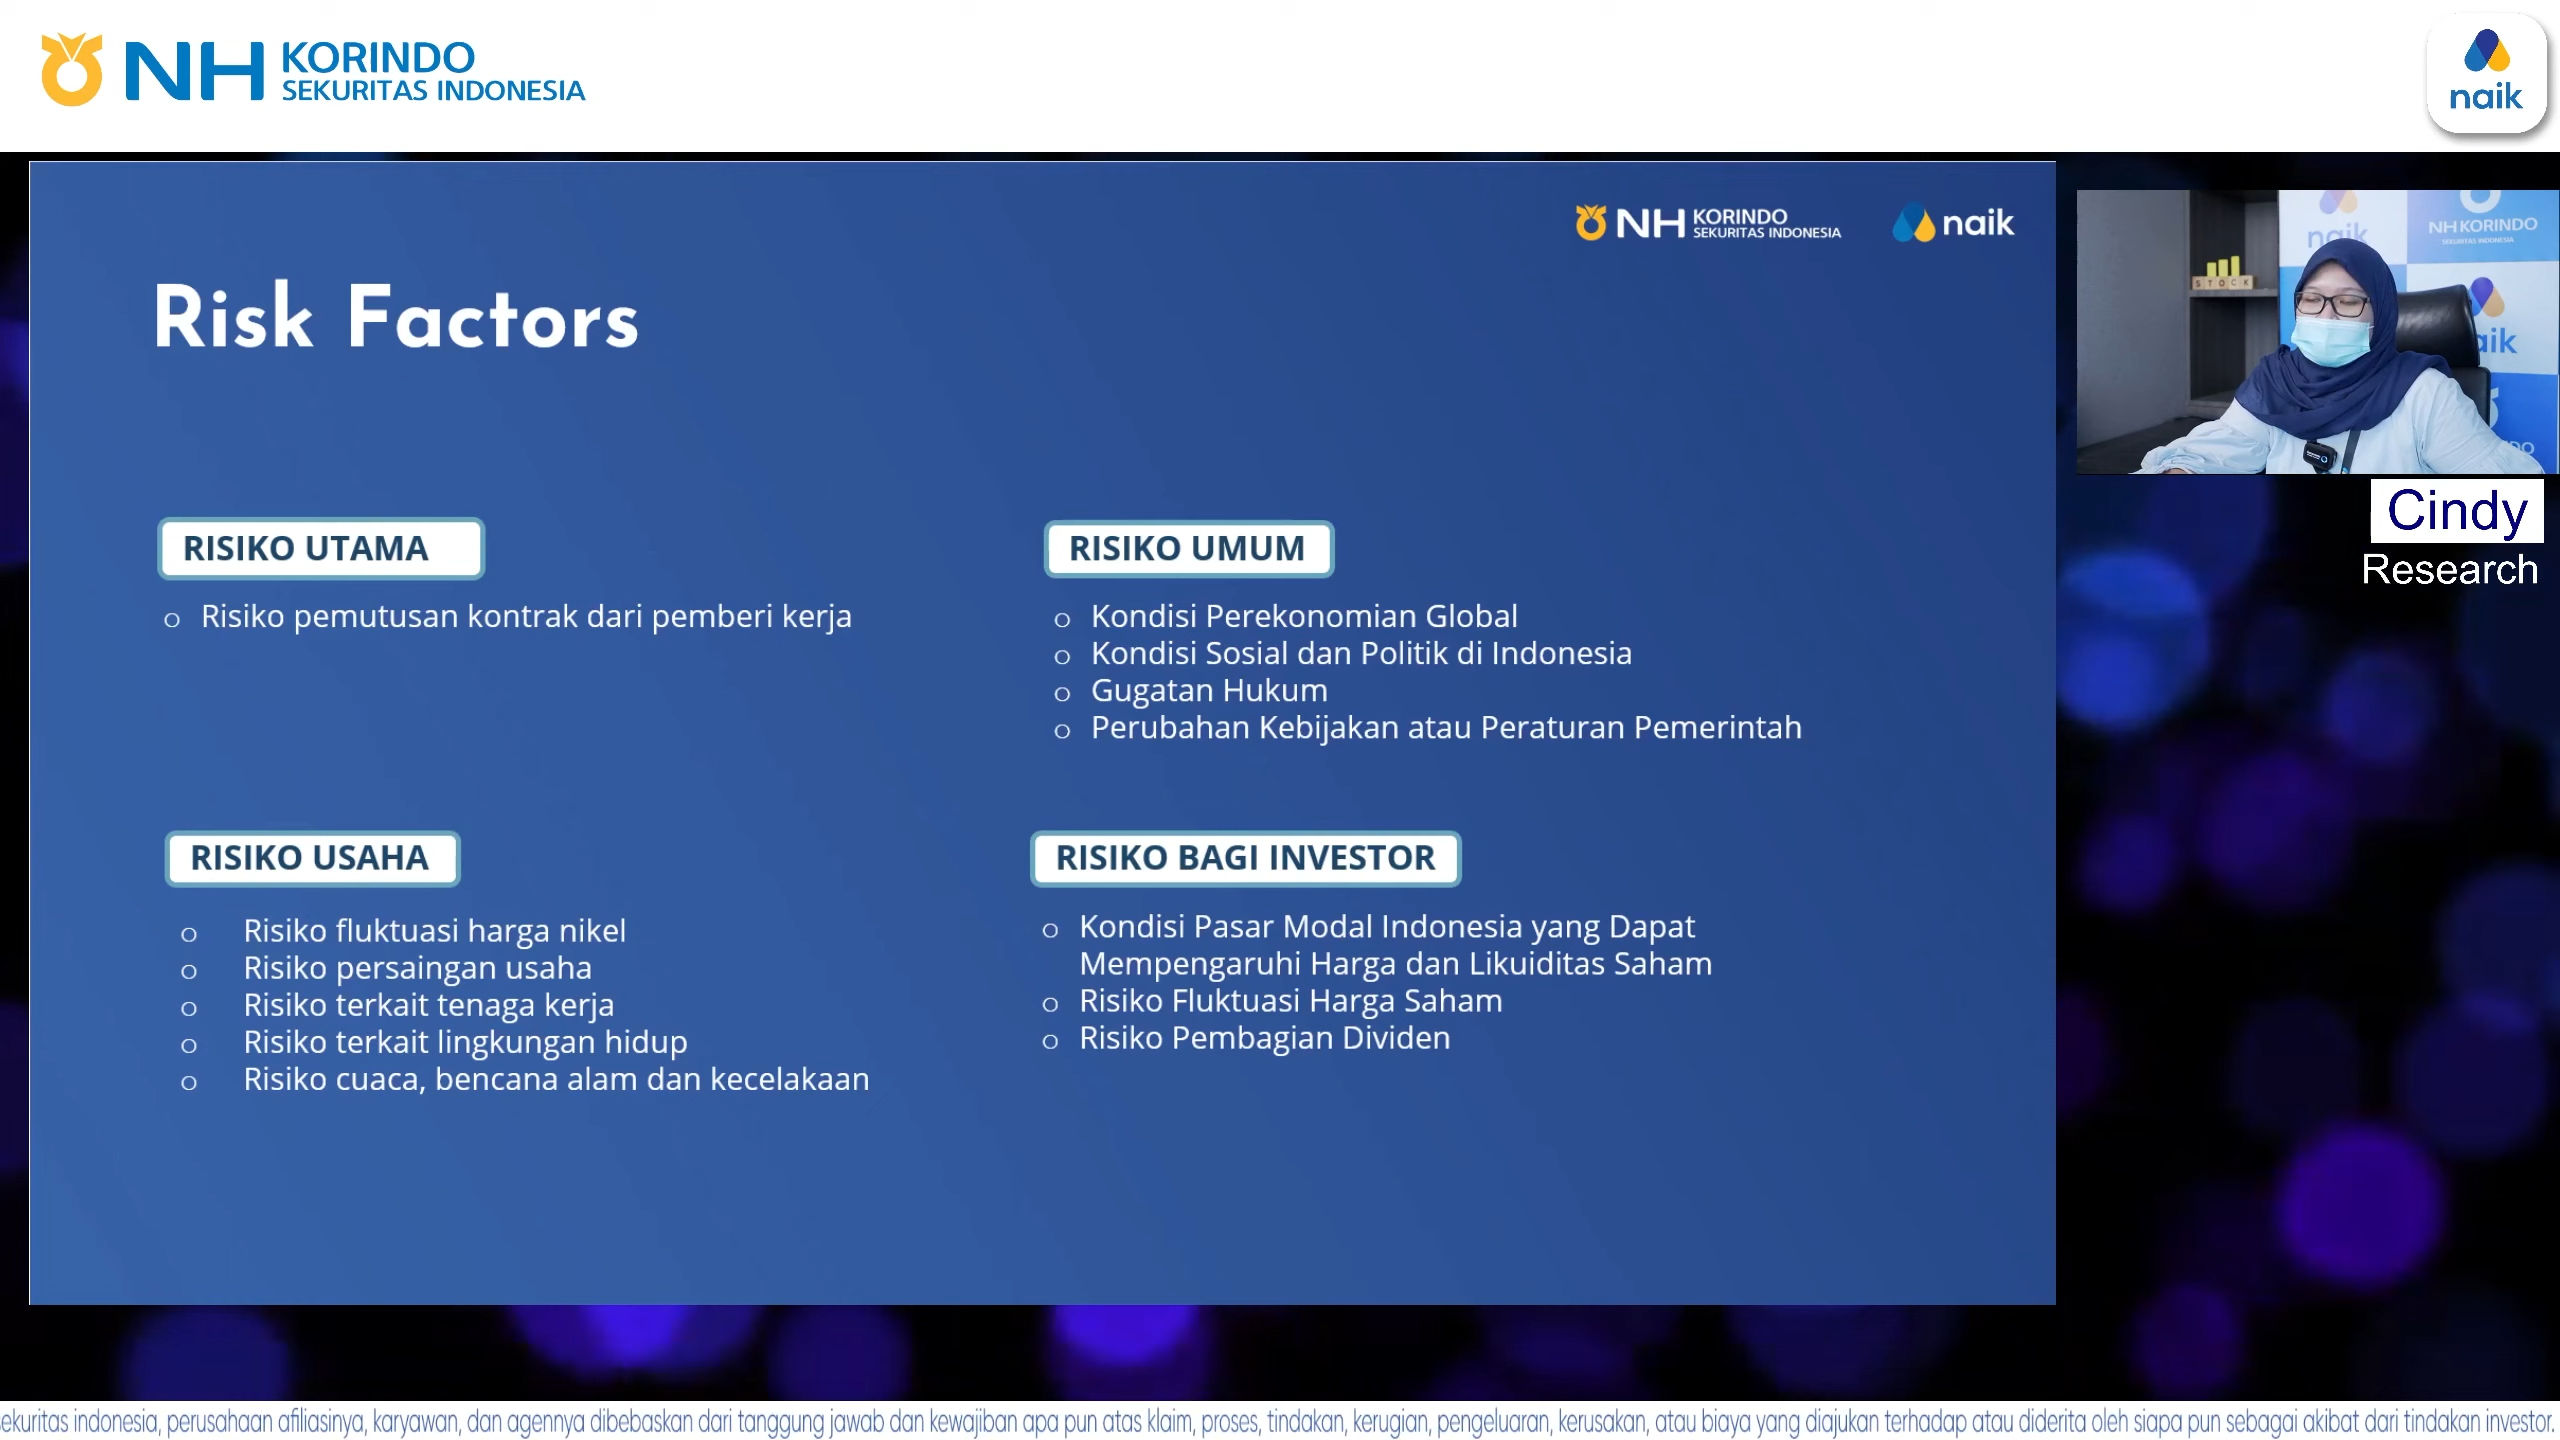 NH KORINDO
SEKURITAS INDONESIA
naik
NH KORINDO
SEKURITAS INDONESIA
naik
Risk Factors
RISIKO UTAMA
o Risiko pemutusan kontrak dari pemberi kerja
RISIKO UMUM
o Kondisi Perekonomian Global
o Kondisi Sosial dan Politik di Indonesia
o Gugatan Hukum
o Perubahan Kebijakan atau Peraturan Pemerintah
RISIKO USAHA
o Risiko fluktuasi harga nikel
o Risiko persaingan usaha
o Risiko terkait tenaga kerja
o Risiko terkait lingkungan hidup
o Risiko cuaca, bencana alam dan kecelakaan
RISIKO BAGI INVESTOR
o Kondisi Pasar Modal Indonesia yang Dapat
Mempengaruhi Harga dan Likuiditas Saham
o Risiko Fluktuasi Harga Saham
o Risiko Pembagian Dividen
naik
NH KORINDO
SEKURITAS INDONESIA
STOCK
Cindy
Research
ekuritas indonesia, perusahaan afiliasinya, karyawan, dan agennya dibebaskan dari tanggung jawab dan kewajiban apa pun atas klaim, proses, tindakan, kerugian, pengeluaran, kerusakan, atau biaya yang diajukan terhadap atau diderita oleh siapa pun sebagai akibat dari tindakan investor.